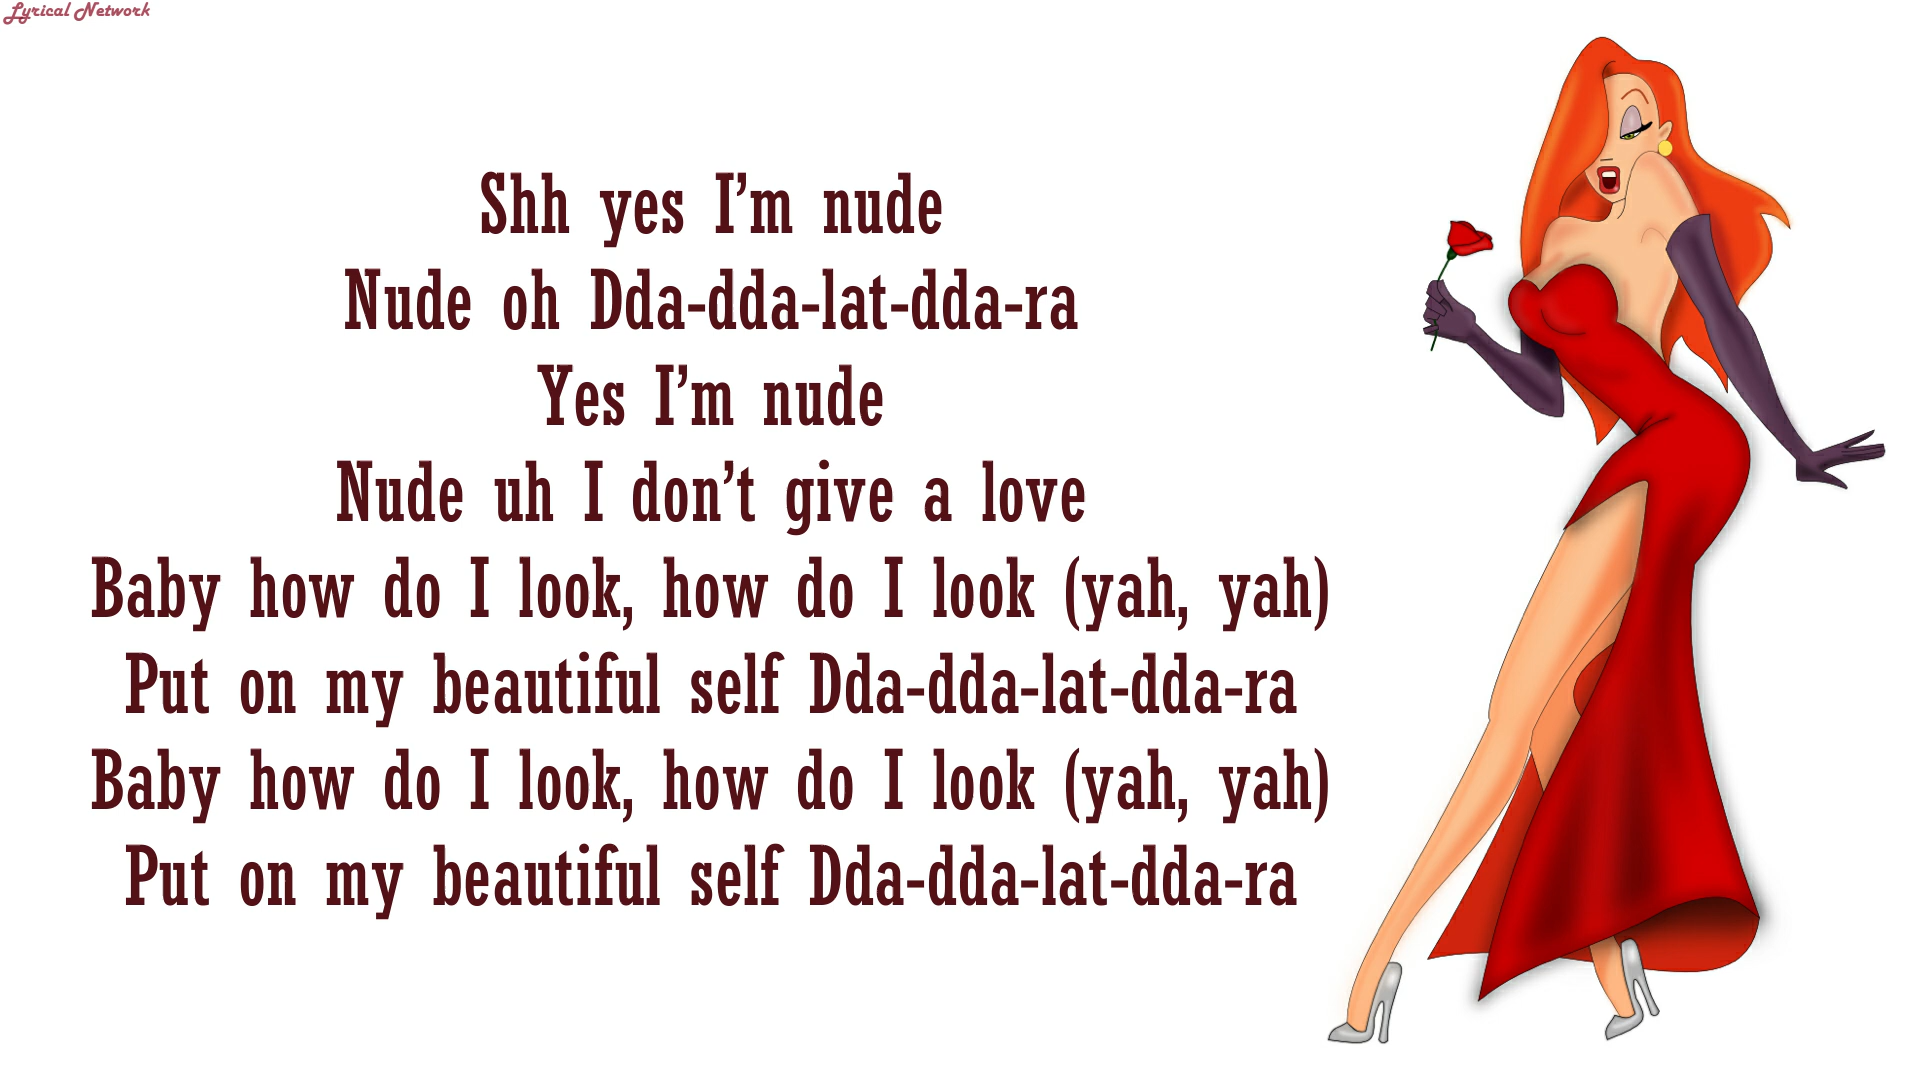 Lyrical Network
Shh yes I’m nude
Nude oh Dda-dda-lat-dda-ra
Yes I’m nude
Nude uh I don’t give a love
Baby how do I look, how do I look (yah, yah)
Put on my beautiful self Dda-dda-lat-dda-ra
Baby how do I look, how do I look (yah, yah)
Put on my beautiful self Dda-dda-lat-dda-ra